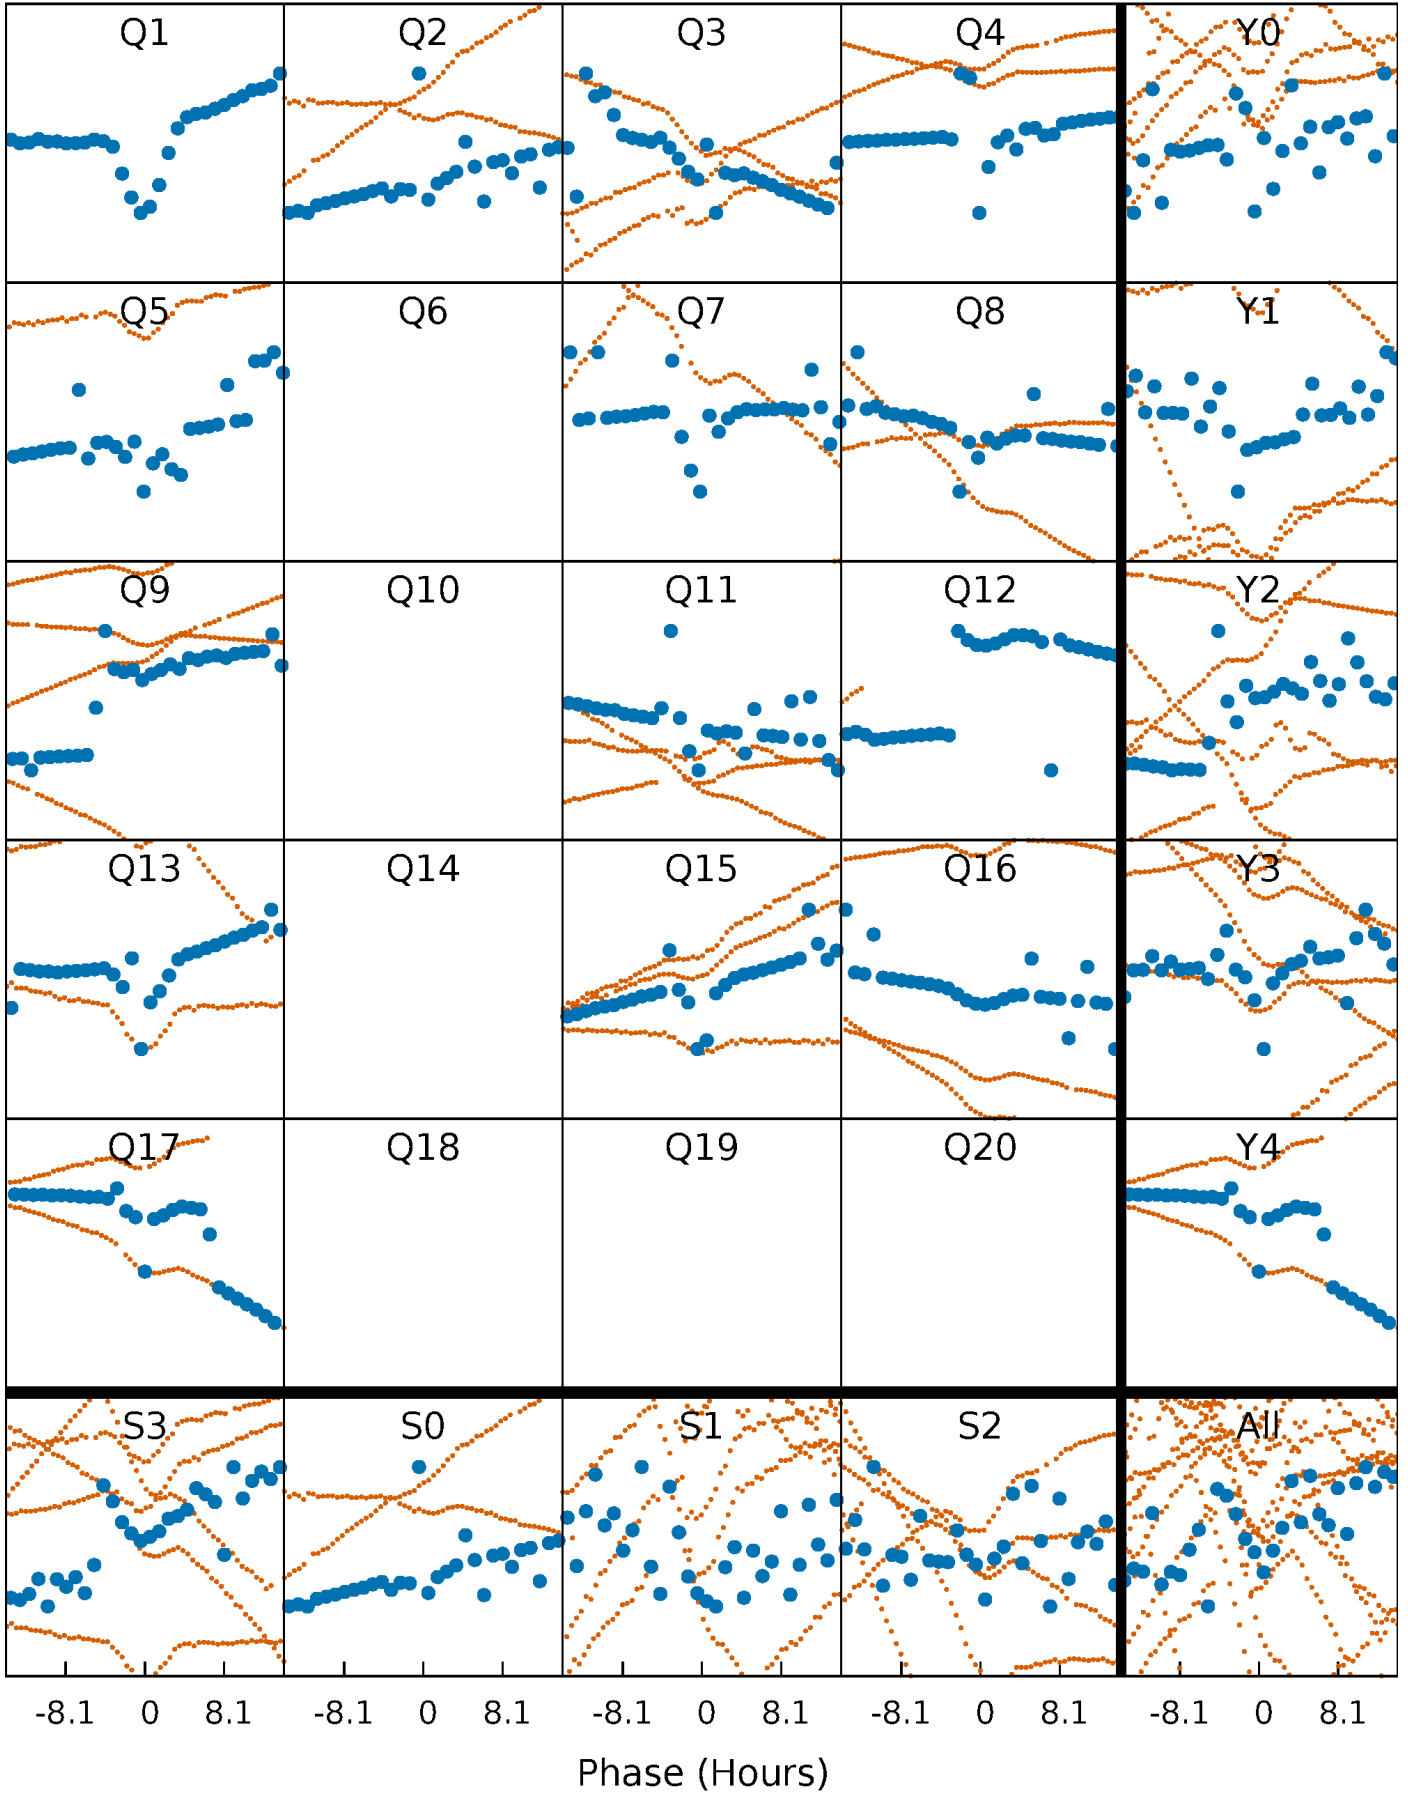 Q1 Q2 Q3 Q4 Y0
Q5 Q6 Q7 Q8 Y1
Q9 Q10 Q11 Q12 Y2
Q13 Q14 Q15 Q16 Y3
Q17 Q18 Q19 Q20 Y4
S3 S0 S1 S2 All
-8.1 0 8.1 -8.1 0 8.1 -8.1 0 8.1 -8.1 0 8.1 -8.1 0 8.1
Phase (Hours)